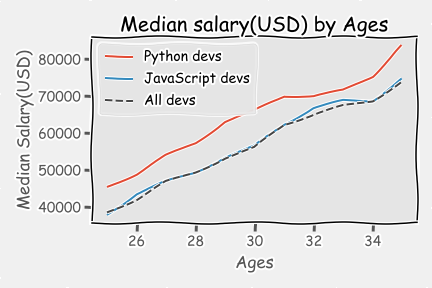 Median salary(USD) by Ages
Python devs
JavaScript devs
All devs
Median Salary(USD)
80000
70000
60000
50000
40000
26 28 30 32 34
Ages